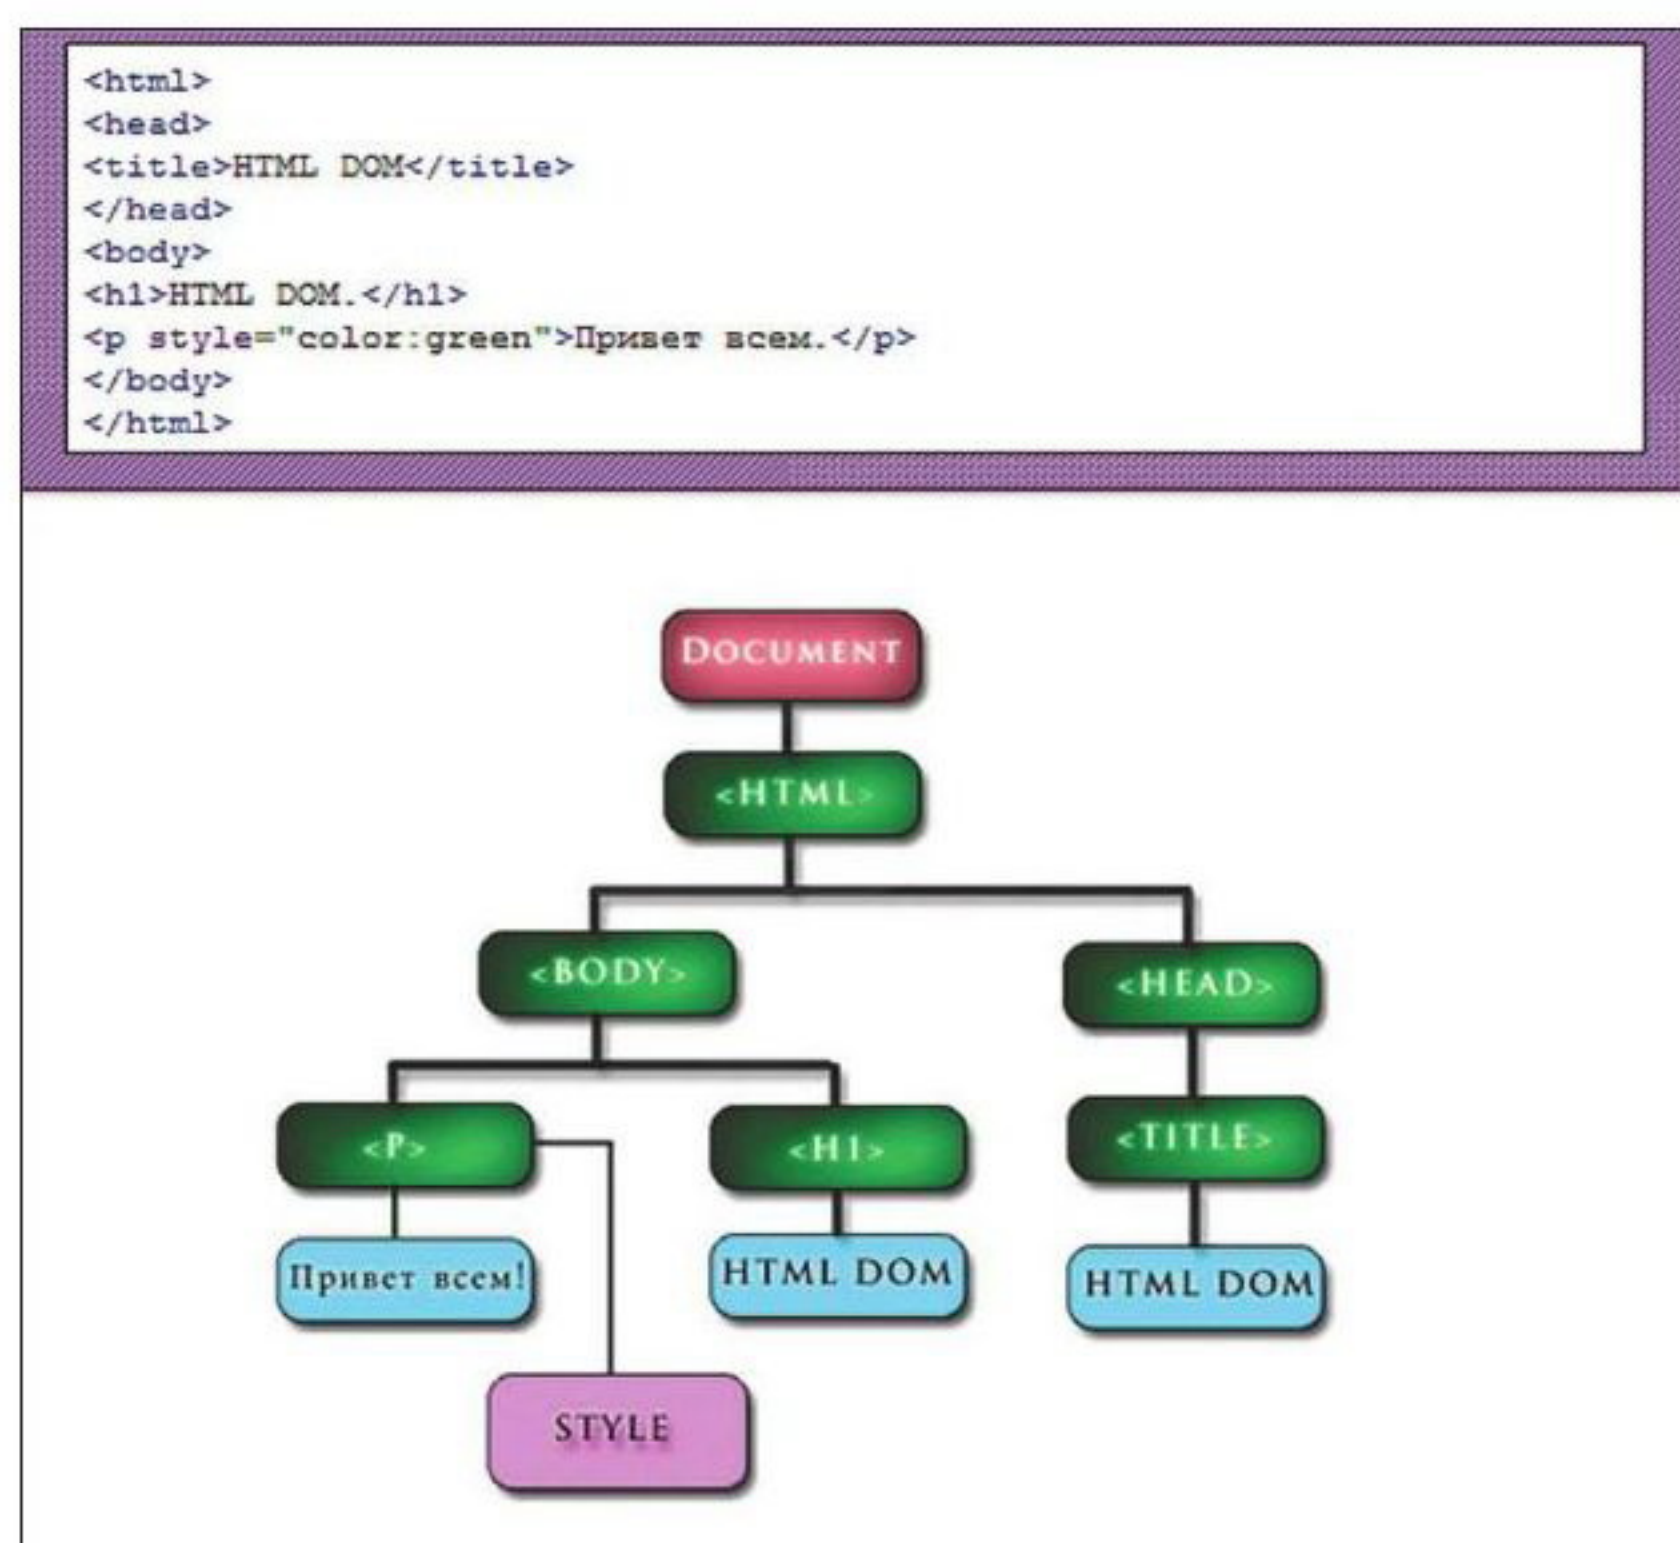 <html>
<head>
<title>HTML DOM</title>
</head>
<body>
<h1>HTML DOM.</h1>
<p style="color:green">Привет всем.</p>
</body>
</html>
DOCUMENT
<HTML>
<BODY>
<HEAD>
<P>
<H1>
<TITLE>
Привет всем!
HTML DOM
HTML DOM
STYLE